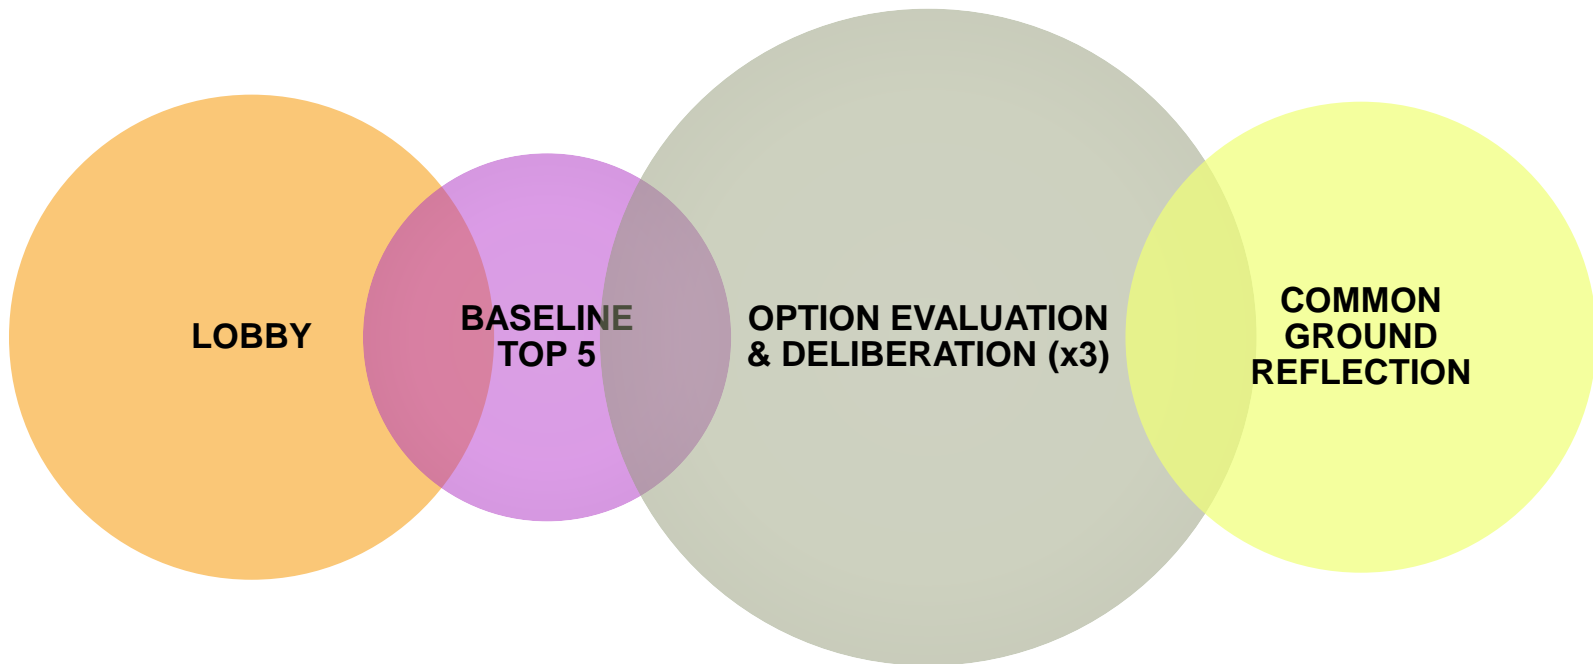 LOBBY
BASELINE
TOP 5
OPTION EVALUATION
& DELIBERATION (x3)
COMMON
GROUND
REFLECTION